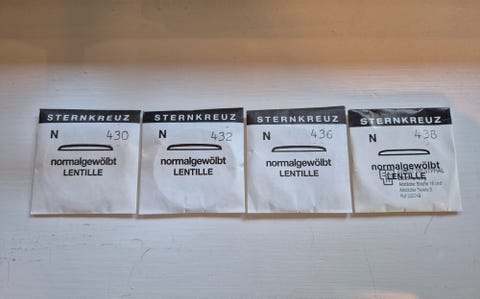 STERNKREUZ
N 430
normalgewölbt
LENTILLE
STERNKREUZ
N 432
normalgewölbt
LENTILLE
STERNKREUZ
N 436
normalgewölbt
LENTILLE
STERNKREUZ
N 438
normalgewölbt
LENTILLE